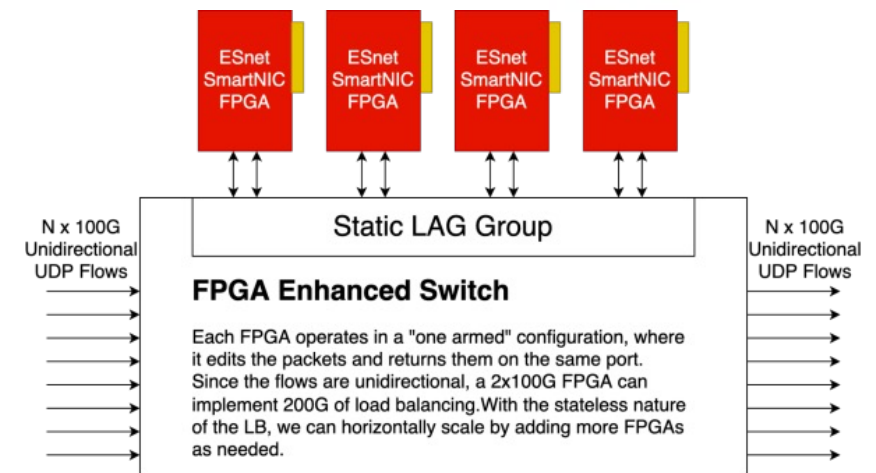 ESnet
SmartNIC
FPGA
ESnet
SmartNIC
FPGA
ESnet
SmartNIC
FPGA
ESnet
SmartNIC
FPGA
N x 100G
Unidirectional
UDP Flows
Static LAG Group
N x 100G
Unidirectional
UDP Flows
FPGA Enhanced Switch
Each FPGA operates in a "one armed" configuration, where
it edits the packets and returns them on the same port.
Since the flows are unidirectional, a 2x100G FPGA can
implement 200G of load balancing.With the stateless nature
of the LB, we can horizontally scale by adding more FPGAs
as needed.